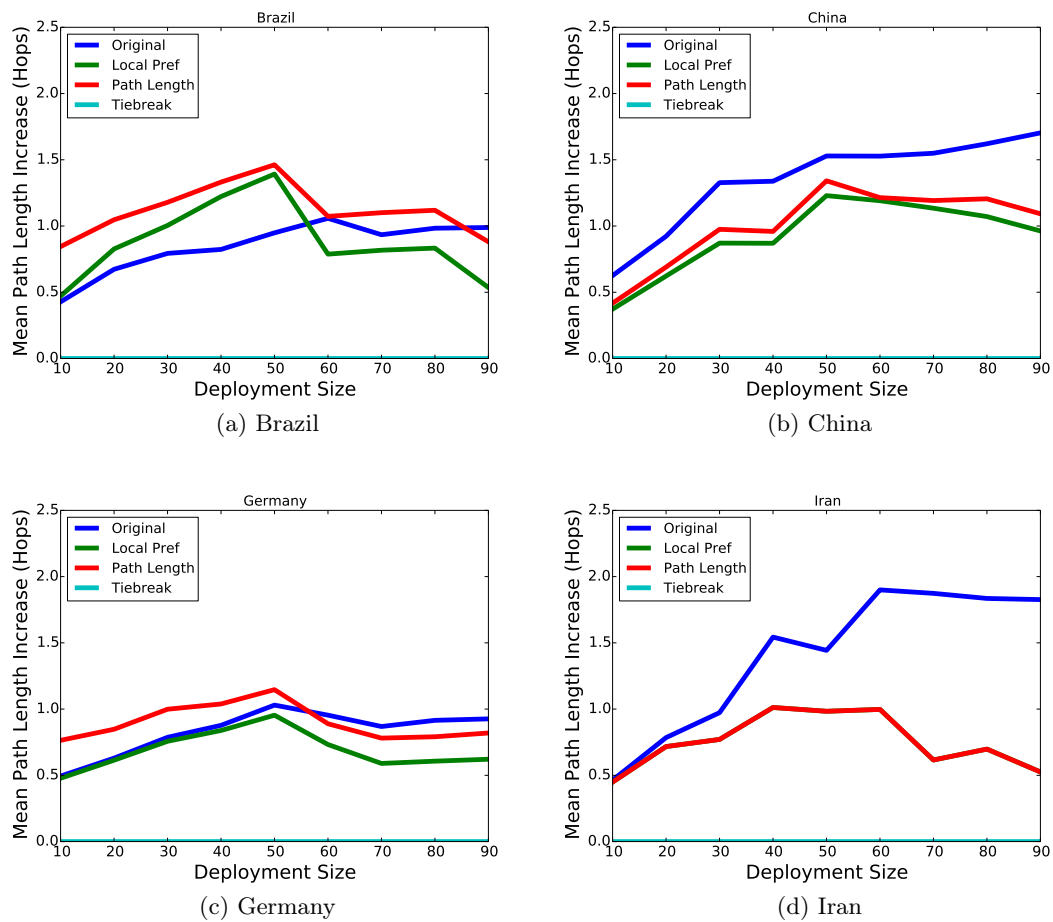 Brazil
Mean Path Length Increase (Hops)
2.5
2.0
1.5
1.0
0.5
0.0
Original
Local Pref
Path Length
Tiebreak
10 20 30 40 50 60 70 80 90
Deployment Size
(a) Brazil
China
Mean Path Length Increase (Hops)
2.5
2.0
1.5
1.0
0.5
0.0
Original
Local Pref
Path Length
Tiebreak
10 20 30 40 50 60 70 80 90
Deployment Size
(b) China
Germany
Mean Path Length Increase (Hops)
2.5
2.0
1.5
1.0
0.5
0.0
Original
Local Pref
Path Length
Tiebreak
10 20 30 40 50 60 70 80 90
Deployment Size
(c) Germany
Iran
Mean Path Length Increase (Hops)
2.5
2.0
1.5
1.0
0.5
0.0
Original
Local Pref
Path Length
Tiebreak
10 20 30 40 50 60 70 80 90
Deployment Size
(d) Iran